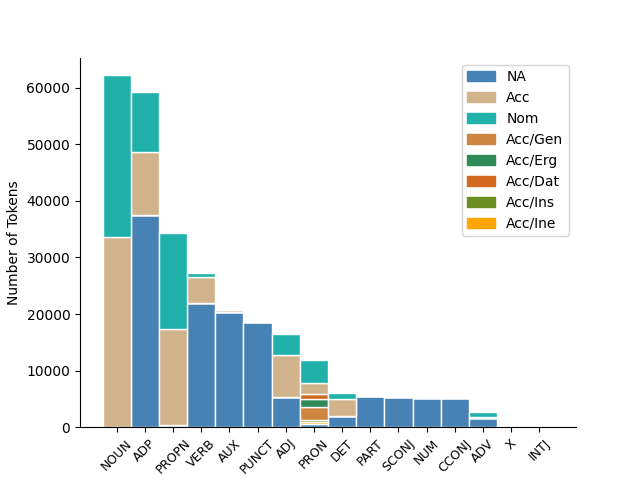 Number of Tokens
60000
50000
40000
30000
20000
10000
0
NOUN
ADP
PROPN
VERB
AUX
PUNCT
ADJ
PRON
DET
PART
SCONJ
NUM
CCONJ
ADV
X
INTJ
NA
Acc
Nom
Acc/Gen
Acc/Erg
Acc/Dat
Acc/Ins
Acc/Ine